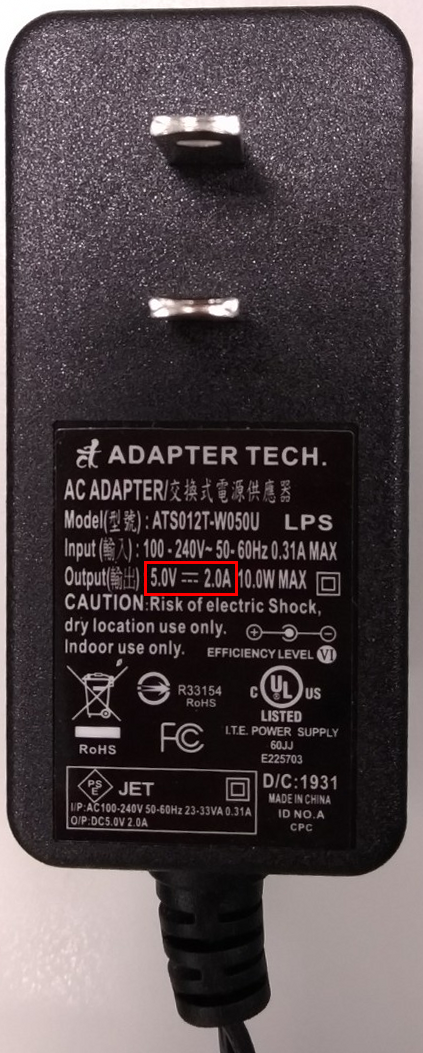 ADAPTER TECH.
AC ADAPTER/交換式電源供應器
Model(型號) : ATS012T-W050U LPS
Input (輸入) : 100 - 240V~ 50- 60Hz 0.31A MAX
Output(輸出) 5.0V 2.0A 10.0W MAX
CAUTION:Risk of electric Shock,
dry location use only.
Indoor use only.
EFFICIENCY LEVEL VI
R33154
RoHS
RoHS
FC
C UL US
LISTED
I.T.E. POWER SUPPLY
60JJ
E225703
PSE JET
I/P:AC100-240V 50-60Hz 23-33VA 0.31A
O/P:DC5.0V 2.0A
D/C:1931
MADE IN CHINA
ID NO.A
CPC